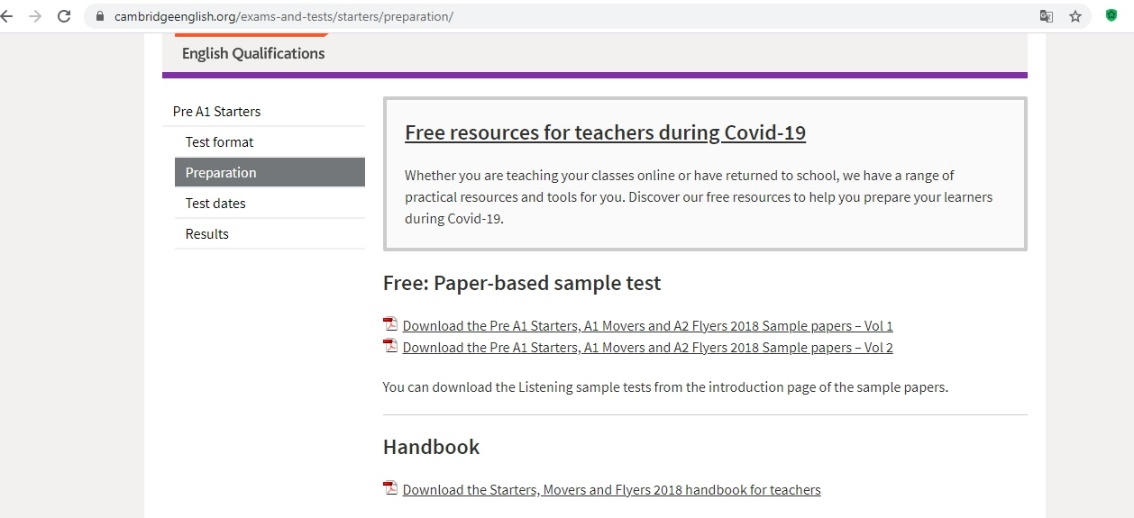 cambridgeenglish.org/exams-and-tests/starters/preparation/
English Qualifications
Pre A1 Starters
Test format
Preparation
Test dates
Results
Free resources for teachers during Covid-19
Whether you are teaching your classes online or have returned to school, we have a range of
practical resources and tools for you. Discover our free resources to help you prepare your learners
during Covid-19.
Free: Paper-based sample test
Download the Pre A1 Starters, A1 Movers and A2 Flyers 2018 Sample papers – Vol 1
Download the Pre A1 Starters, A1 Movers and A2 Flyers 2018 Sample papers – Vol 2
You can download the Listening sample tests from the introduction page of the sample papers.
Handbook
Download the Starters, Movers and Flyers 2018 handbook for teachers